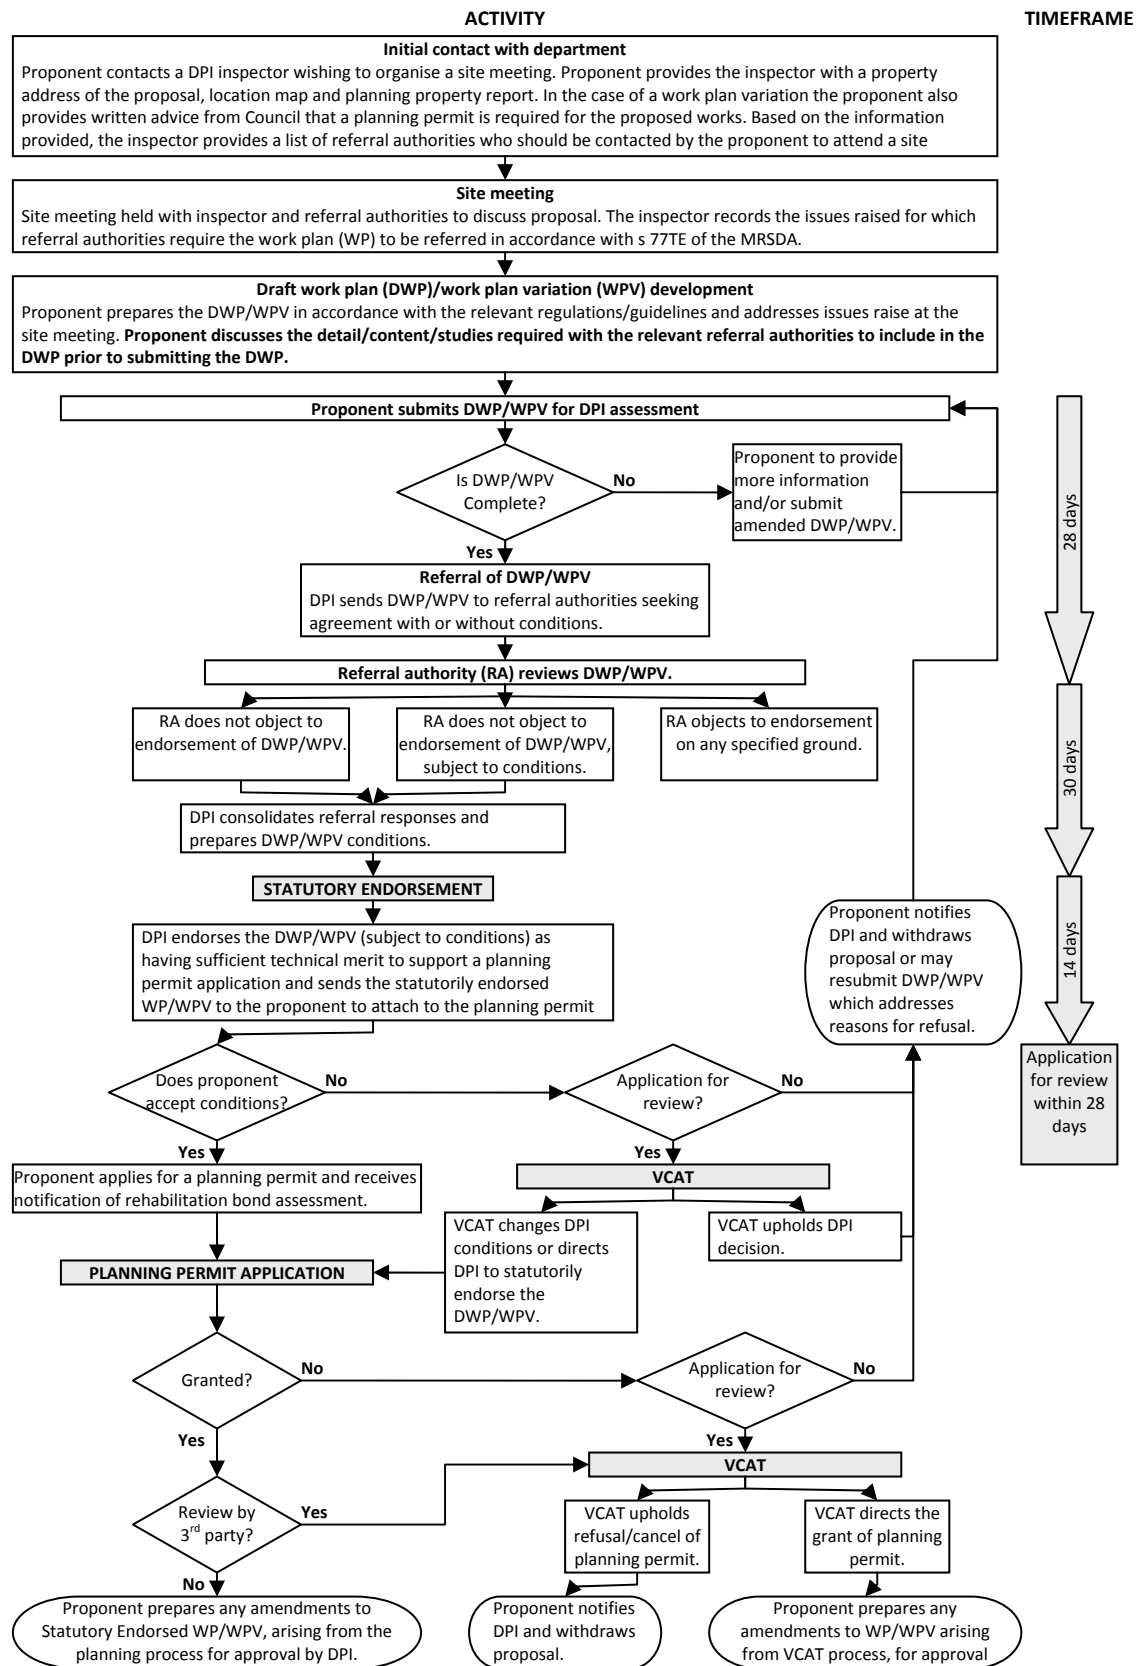 ACTIVITY
TIMEFRAME
Initial contact with department
Proponent contacts a DPI inspector wishing to organise a site meeting. Proponent provides the inspector with a property
address of the proposal, location map and planning property report. In the case of a work plan variation the proponent also
provides written advice from Council that a planning permit is required for the proposed works. Based on the information
provided, the inspector provides a list of referral authorities who should be contacted by the proponent to attend a site
Site meeting
Site meeting held with inspector and referral authorities to discuss proposal. The inspector records the issues raised for which
referral authorities require the work plan (WP) to be referred in accordance with s 77TE of the MRSDA.
Draft work plan (DWP)/work plan variation (WPV) development
Proponent prepares the DWP/WPV in accordance with the relevant regulations/guidelines and addresses issues raise at the
site meeting. Proponent discusses the detail/content/studies required with the relevant referral authorities to include in the
DWP prior to submitting the DWP.
Proponent submits DWP/WPV for DPI assessment
Is DWP/WPV
Complete?
No
Proponent to provide
more information
and/or submit
amended DWP/WPV.
28 days
Yes
Referral of DWP/WPV
DPI sends DWP/WPV to referral authorities seeking
agreement with or without conditions.
Referral authority (RA) reviews DWP/WPV.
RA does not object to
endorsement of DWP/WPV.
RA does not object to
endorsement of DWP/WPV,
subject to conditions.
RA objects to endorsement
on any specified ground.
30 days
DPI consolidates referral responses and
prepares DWP/WPV conditions.
STATUTORY ENDORSEMENT
DPI endorses the DWP/WPV (subject to conditions) as
having sufficient technical merit to support a planning
permit application and sends the statutorily endorsed
WP/WPV to the proponent to attach to the planning permit
Proponent notifies
DPI and withdraws
proposal or may
resubmit DWP/WPV
which addresses
reasons for refusal.
14 days
Application
for review
within 28
days
Does proponent
accept conditions?
No
Application for
review?
No
Yes
Yes
Proponent applies for a planning permit and receives
notification of rehabilitation bond assessment.
VCAT
VCAT changes DPI
conditions or directs
DPI to statutorily
endorse the
DWP/WPV.
VCAT upholds DPI
decision.
PLANNING PERMIT APPLICATION
Granted?
No
Application for
review?
No
Yes
Yes
VCAT
Review by
3rd party?
Yes
VCAT upholds
refusal/cancel of
planning permit.
VCAT directs the
grant of planning
permit.
No
Proponent prepares any amendments to
Statutory Endorsed WP/WPV, arising from the
planning process for approval by DPI.
Proponent notifies
DPI and withdraws
proposal.
Proponent prepares any
amendments to WP/WPV arising
from VCAT process, for approval